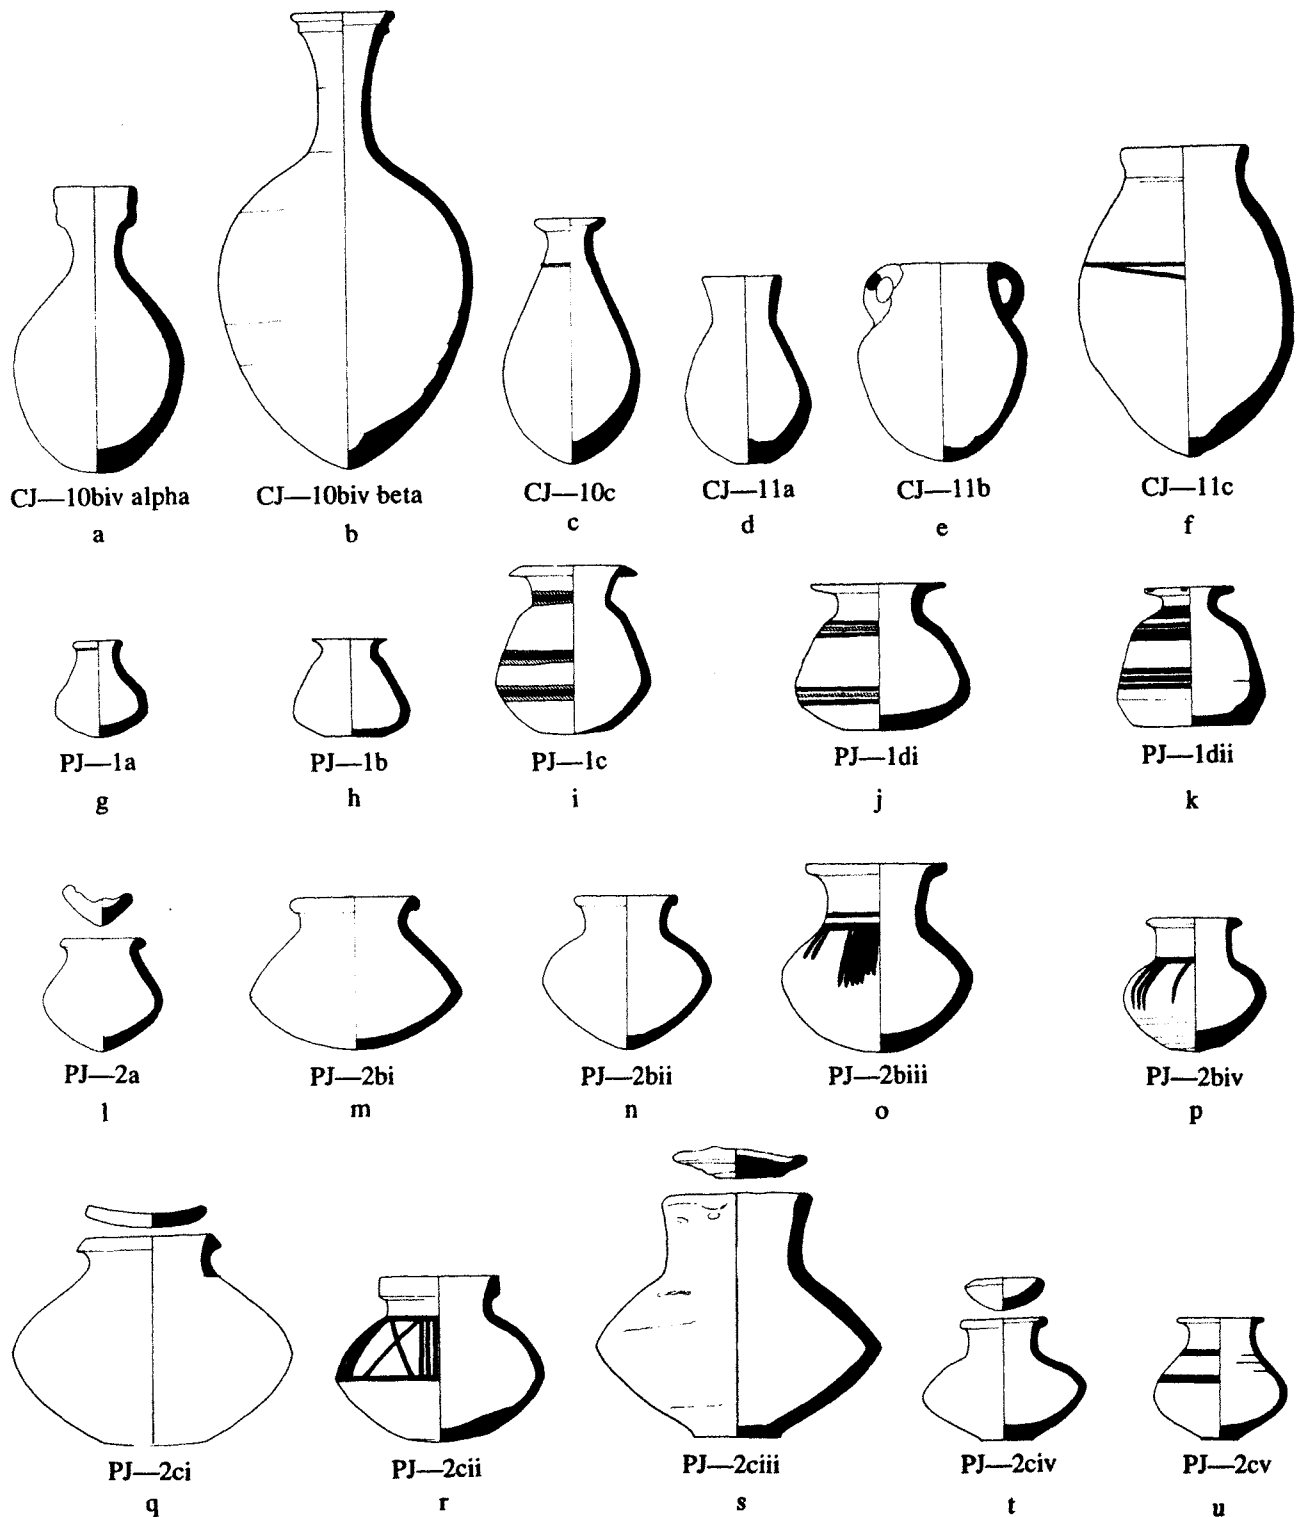 CJ—10biv alpha CJ—10biv beta CJ—10c CJ—11a CJ—11b CJ—11c
a b c d e f
PJ—1a PJ—1b PJ—1c PJ—1di PJ—1dii
g h i j k
PJ—2a PJ—2bi PJ—2bii PJ—2biii PJ—2biv
l m n o p
PJ—2ci PJ—2cii PJ—2ciii PJ—2civ PJ—2cv
q r s t u